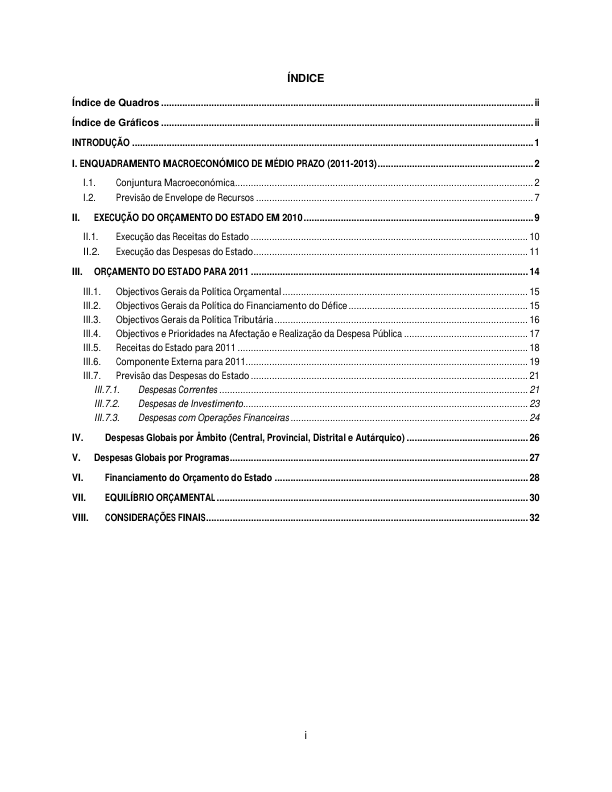 ÍNDICE
Índice de Quadros ............................................................ ii
Índice de Gráficos ............................................................ ii
INTRODUÇÃO ............................................................ 1
I. ENQUADRAMENTO MACROECONÓMICO DE MÉDIO PRAZO (2011-2013) ............................................................ 2
I.1. Conjuntura Macroeconómica ............................................................ 2
I.2. Previsão de Envelope de Recursos ............................................................ 7
II. EXECUÇÃO DO ORÇAMENTO DO ESTADO EM 2010 ............................................................ 9
II.1. Execução das Receitas do Estado ............................................................ 10
II.2. Execução das Despesas do Estado ............................................................ 11
III. ORÇAMENTO DO ESTADO PARA 2011 ............................................................ 14
III.1. Objectivos Gerais da Política Orçamental ............................................................ 15
III.2. Objectivos Gerais da Política do Financiamento do Défice ............................................................ 15
III.3. Objectivos Gerais da Política Tributária ............................................................ 16
III.4. Objectivos e Prioridades na Afectação e Realização da Despesa Pública ............................................................ 17
III.5. Receitas do Estado para 2011 ............................................................ 18
III.6. Componente Externa para 2011 ............................................................ 19
III.7. Previsão das Despesas do Estado ............................................................ 21
III.7.1. Despesas Correntes ............................................................ 21
III.7.2. Despesas de Investimento ............................................................ 23
III.7.3. Despesas com Operações Financeiras ............................................................ 24
IV. Despesas Globais por Âmbito (Central, Provincial, Distrital e Autárquico) ............................................................ 26
V. Despesas Globais por Programas ............................................................ 27
VI. Financiamento do Orçamento do Estado ............................................................ 28
VII. EQUILÍBRIO ORÇAMENTAL ............................................................ 30
VIII. CONSIDERAÇÕES FINAIS ............................................................ 32
i